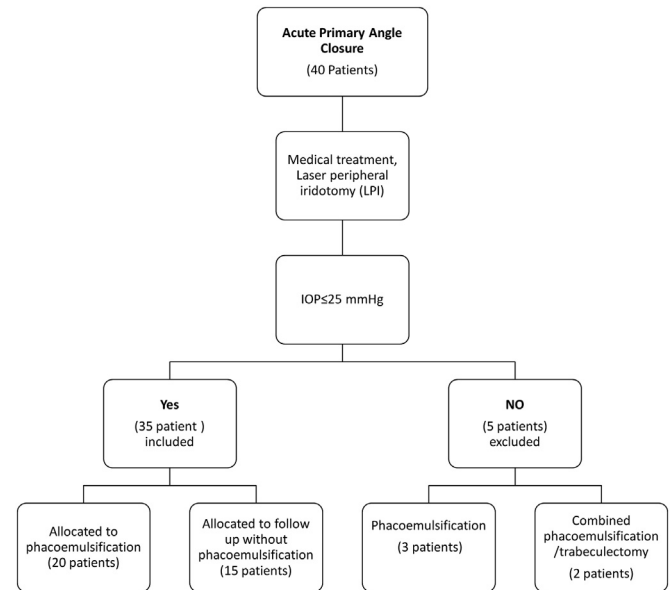 Acute Primary Angle
Closure
(40 Patients)
Medical treatment,
Laser peripheral
iridotomy (LPI)
IOP≤25 mmHg
Yes
(35 patient )
included
NO
(5 patients)
excluded
Allocated to
phacoemulsification
(20 patients)
Allocated to follow
up without
phacoemulsification
(15 patients)
Phacoemulsification
(3 patients)
Combined
phacoemulsification
/trabeculectomy
(2 patients)